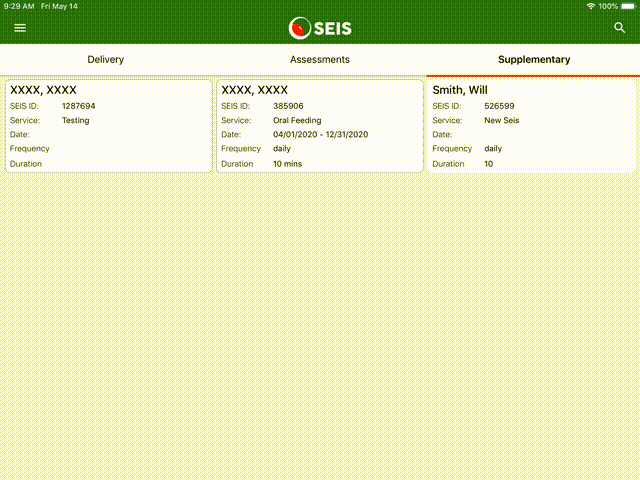 9:29 AM Fri May 14
100%
SEIS
Delivery
Assessments
Supplementary
XXXX, XXXX
SEIS ID: 1287694
Service: Testing
Date:
Frequency
Duration
XXXX, XXXX
SEIS ID: 385906
Service: Oral Feeding
Date: 04/01/2020 - 12/31/2020
Frequency daily
Duration 10 mins
Smith, Will
SEIS ID: 526599
Service: New Seis
Date:
Frequency daily
Duration 10